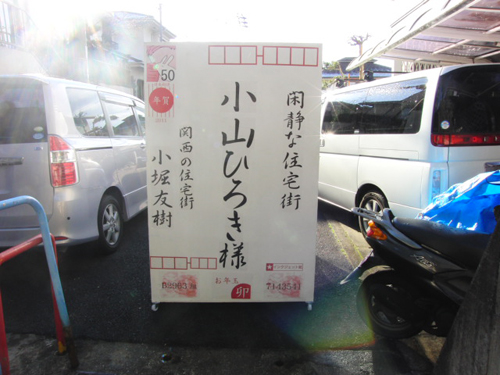 50
年賀
閑静な住宅街
小山ひろき様
関西の住宅街
小堀友樹
お年玉
卯